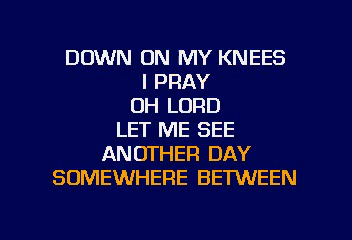 DOWN ON MY KNEES
I PRAY
OH LORD
LET ME SEE
ANOTHER DAY
SOMEWHERE BETWEEN